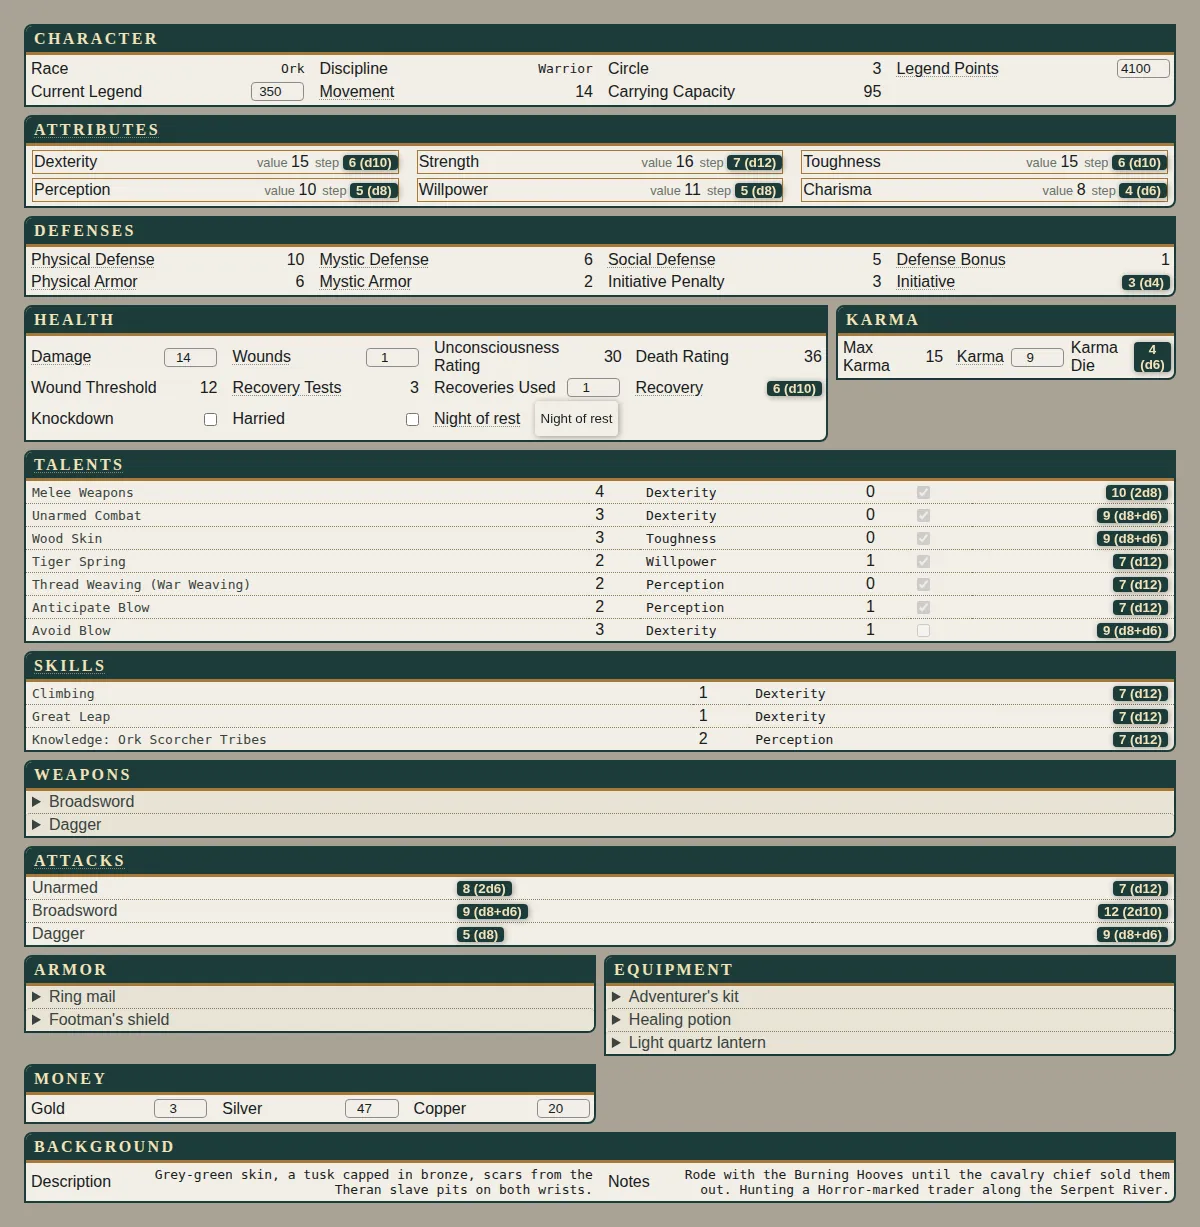 CHARACTER
Race Ork Discipline Warrior Circle 3 Legend Points 4100
Current Legend 350 Movement 14 Carrying Capacity 95
ATTRIBUTES
Dexterity value 15 step 6 (d10) Strength value 16 step 7 (d12) Toughness value 15 step 6 (d10)
Perception value 10 step 5 (d8) Willpower value 11 step 5 (d8) Charisma value 8 step 4 (d6)
DEFENSES
Physical Defense 10 Mystic Defense 6 Social Defense 5 Defense Bonus 1
Physical Armor 6 Mystic Armor 2 Initiative Penalty 3 Initiative 3 (d4)
HEALTH
Damage 14 Wounds 1 Unconsciousness Rating 30 Death Rating 36
Wound Threshold 12 Recovery Tests 3 Recoveries Used 1 Recovery 6 (d10)
Knockdown Harried Night of rest Night of rest
KARMA
Max Karma 15 Karma 9 Karma Die 4 (d6)
TALENTS
Melee Weapons 4 Dexterity 0 10 (2d8)
Unarmed Combat 3 Dexterity 0 9 (d8+d6)
Wood Skin 3 Toughness 0 9 (d8+d6)
Tiger Spring 2 Willpower 1 7 (d12)
Thread Weaving (War Weaving) 2 Perception 0 7 (d12)
Anticipate Blow 2 Perception 1 7 (d12)
Avoid Blow 3 Dexterity 1 9 (d8+d6)
SKILLS
Climbing 1 Dexterity 7 (d12)
Great Leap 1 Dexterity 7 (d12)
Knowledge: Ork Scorcher Tribes 2 Perception 7 (d12)
WEAPONS
Broadsword
Dagger
ATTACKS
Unarmed 8 (2d6) 7 (d12)
Broadsword 9 (d8+d6) 12 (2d10)
Dagger 5 (d8) 9 (d8+d6)
ARMOR
Ring mail
Footman's shield
EQUIPMENT
Adventurer's kit
Healing potion
Light quartz lantern
MONEY
Gold 3 Silver 47 Copper 20
BACKGROUND
Description Grey-green skin, a tusk capped in bronze, scars from the
Theran slave pits on both wrists.
Notes Rode with the Burning Hooves until the cavalry chief sold them
out. Hunting a Horror-marked trader along the Serpent River.